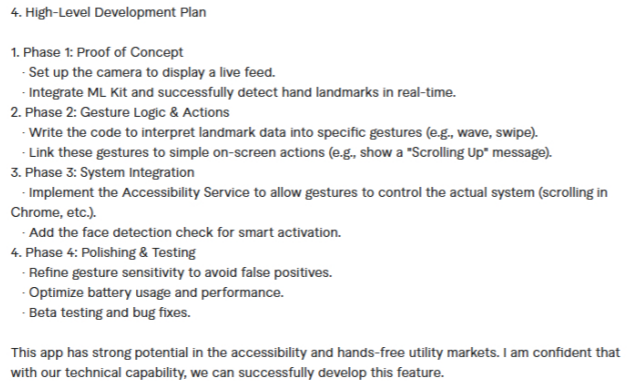 4. High-Level Development Plan
1. Phase 1: Proof of Concept
· Set up the camera to display a live feed.
· Integrate ML Kit and successfully detect hand landmarks in real-time.
2. Phase 2: Gesture Logic & Actions
· Write the code to interpret landmark data into specific gestures (e.g., wave, swipe).
· Link these gestures to simple on-screen actions (e.g., show a "Scrolling Up" message).
3. Phase 3: System Integration
· Implement the Accessibility Service to allow gestures to control the actual system (scrolling in
Chrome, etc.).
· Add the face detection check for smart activation.
4. Phase 4: Polishing & Testing
· Refine gesture sensitivity to avoid false positives.
· Optimize battery usage and performance.
· Beta testing and bug fixes.
This app has strong potential in the accessibility and hands-free utility markets. I am confident that
with our technical capability, we can successfully develop this feature.